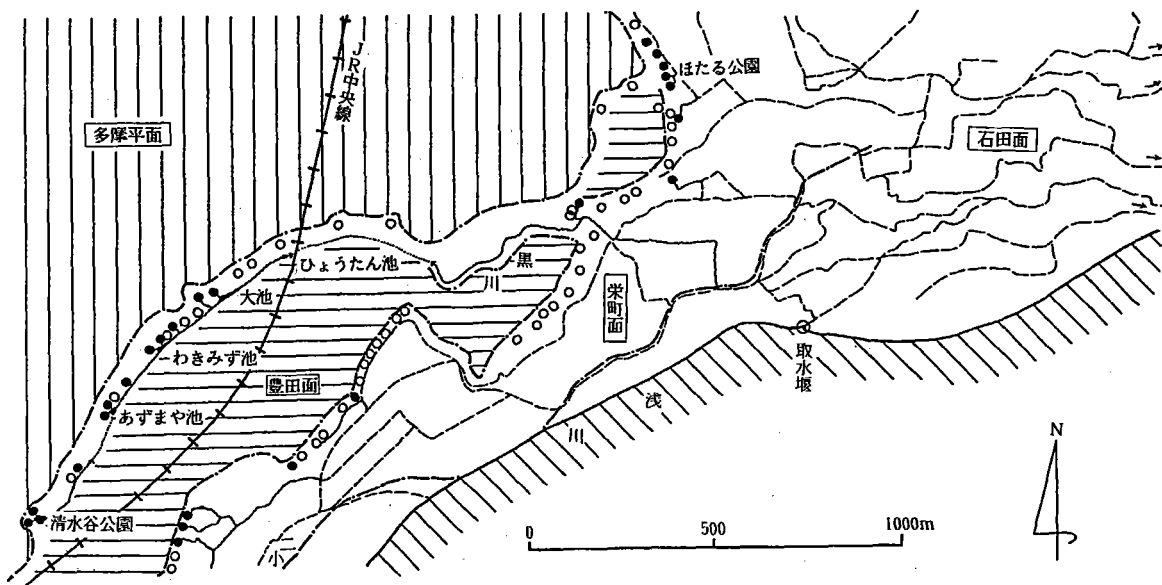 JR中央線
ほたる公園
多摩平面
石田面
ひょうたん池
黒川
大池
栄町面
わきみず池
取水堰
豊田面
浅川
あずまや池
N
清水谷公園
0 500 1000m
小